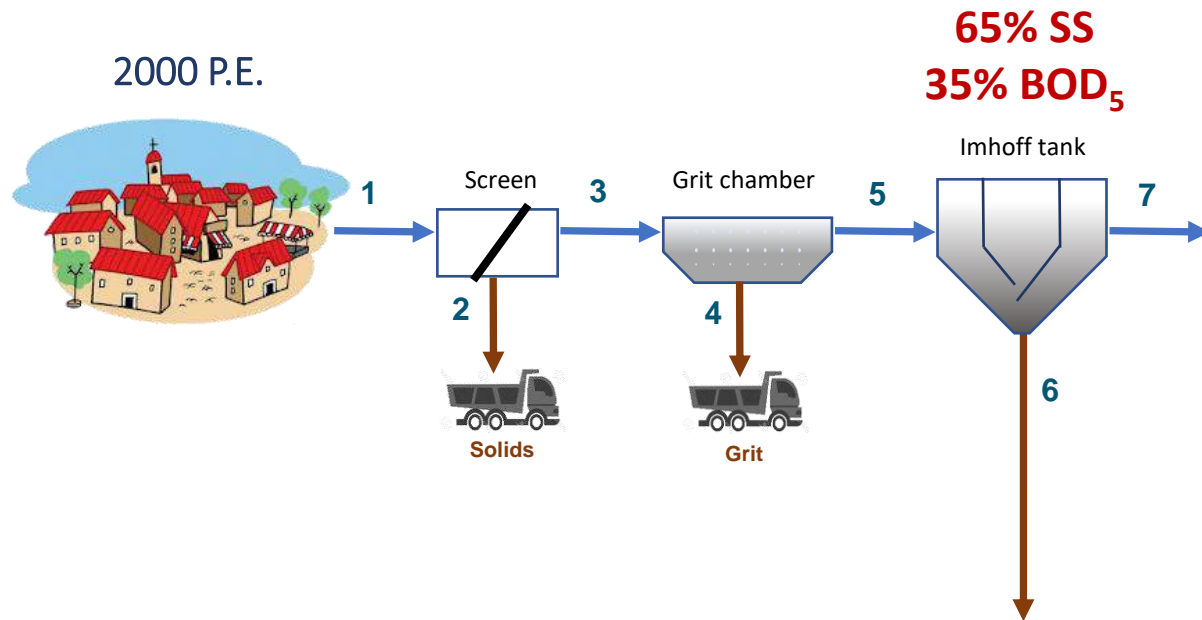 65% SS
35% BOD5
2000 P.E.
Imhoff tank
Screen
Grit chamber
1
3
5
7
2
4
6
Solids
Grit